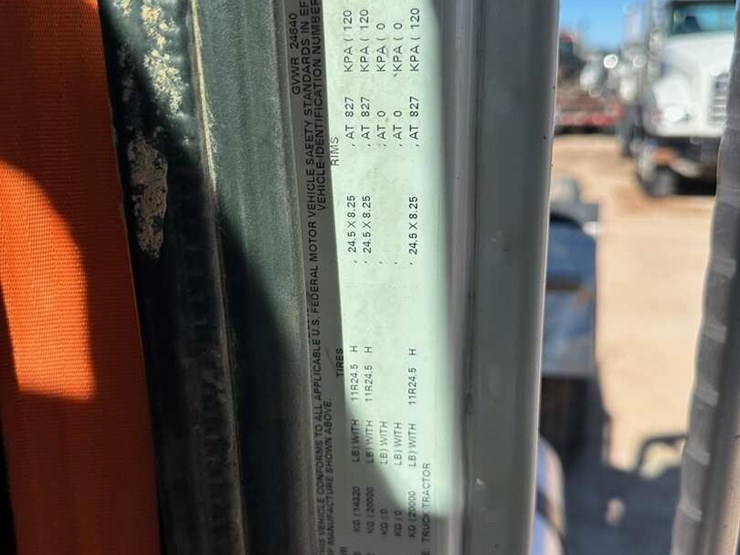 GVWR 24840
THIS VEHICLE CONFORMS TO ALL APPLICABLE U.S. FEDERAL MOTOR VEHICLE SAFETY STANDARDS IN EF
OF MANUFACTURE SHOWN ABOVE. VEHICLE IDENTIFICATION NUMBER
TIRES RIMS
KG (14320 LB) WITH 11R24.5 H , 24.5 X 8.25 , AT 827 KPA ( 120
KG (20000 LB) WITH 11R24.5 H , 24.5 X 8.25 , AT 827 KPA ( 120
KG (0 LB) WITH , , AT 0 KPA ( 0
KG (0 LB) WITH , , AT 0 KPA ( 0
KG (20000 LB) WITH 11R24.5 H , 24.5 X 8.25 , AT 827 KPA ( 120
E TRUCK TRACTOR